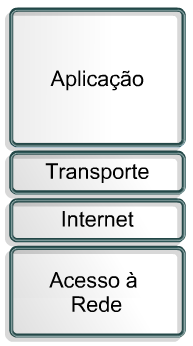 Aplicação
Transporte
Internet
Acesso à
Rede